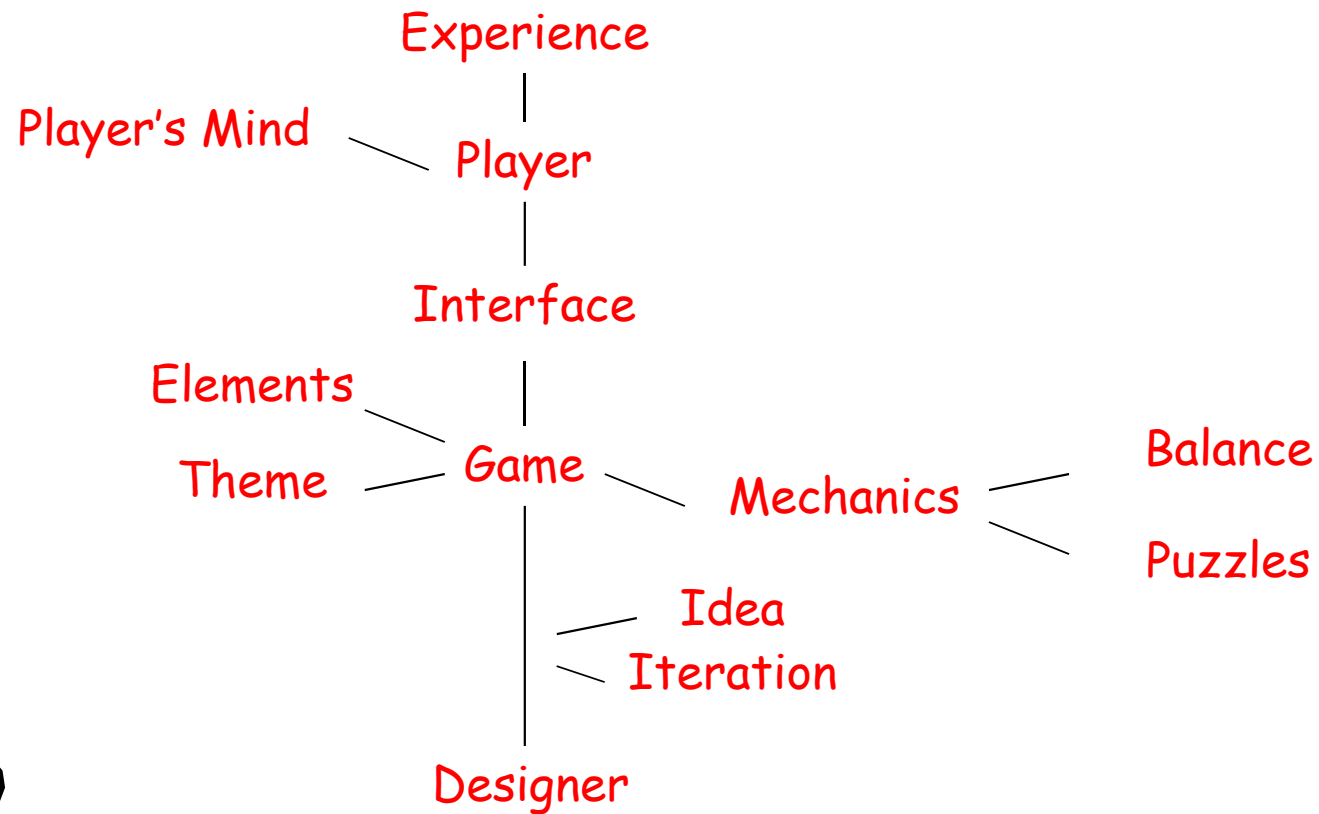 Experience
Player's Mind
Player
Interface
Elements
Game
Theme
Mechanics
Balance
Puzzles
Idea
Iteration
Designer